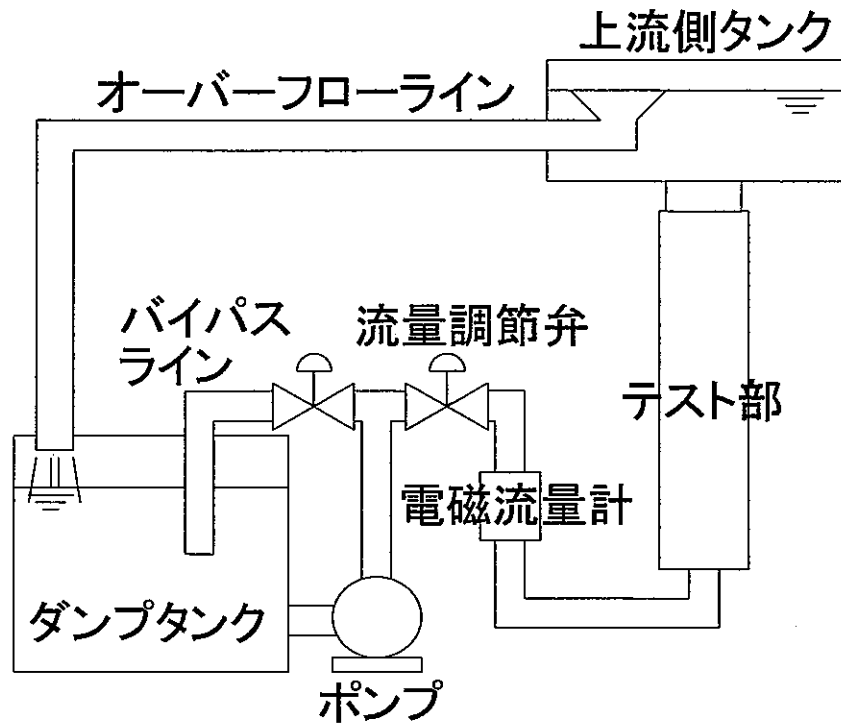 上流側タンク
オーバーフローライン
バイパス
ライン
流量調節弁
テスト部
電磁流量計
ダンプタンク
ポンプ